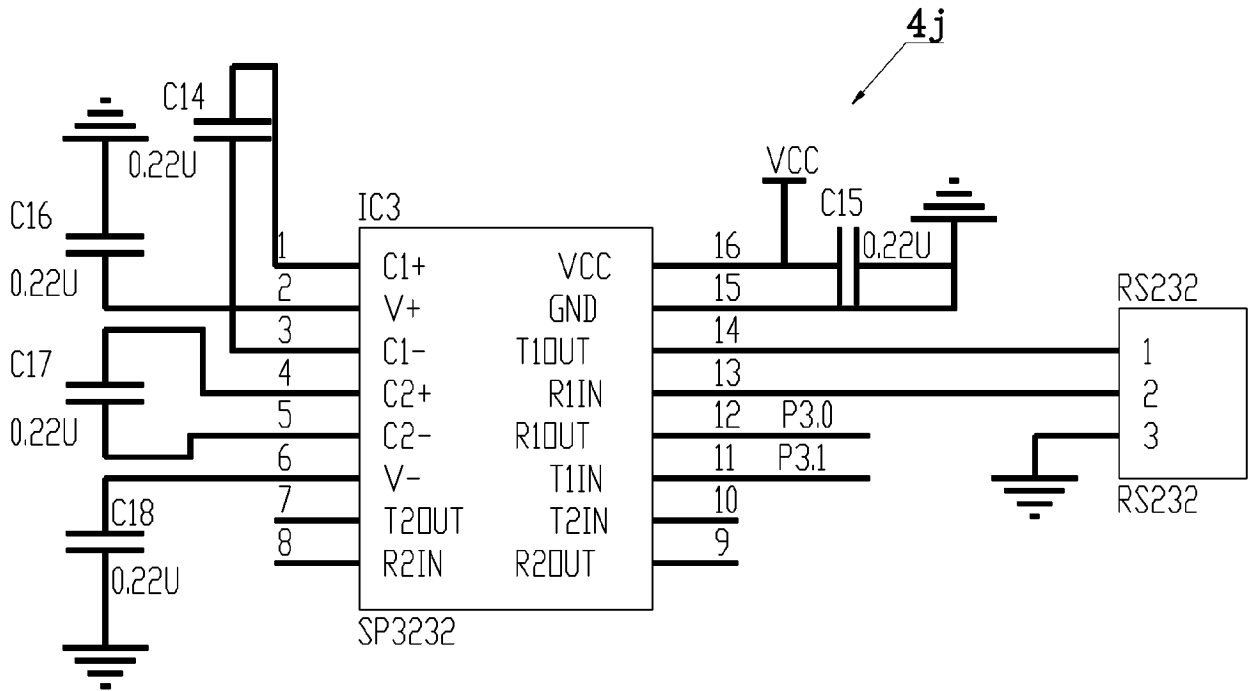 4j
C14
0.22U
VCC
C16
IC3
C15
0.22U
0.22U
1 C1+ VCC 16
2 V+ GND 15
RS232
3 C1- T1OUT 14
1
C17
4 C2+ R1IN 13
2
0.22U
5 C2- R1OUT 12 P3.0
3
6 V- T1IN 11 P3.1
RS232
C18
7 T2OUT T2IN 10
8 R2IN R2OUT 9
0.22U
SP3232